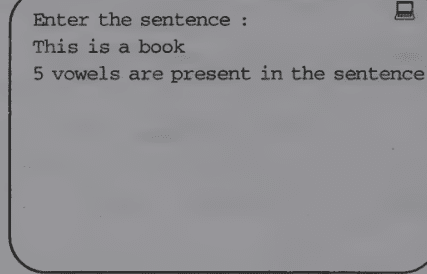 Enter the sentence :
This is a book
5 vowels are present in the sentence